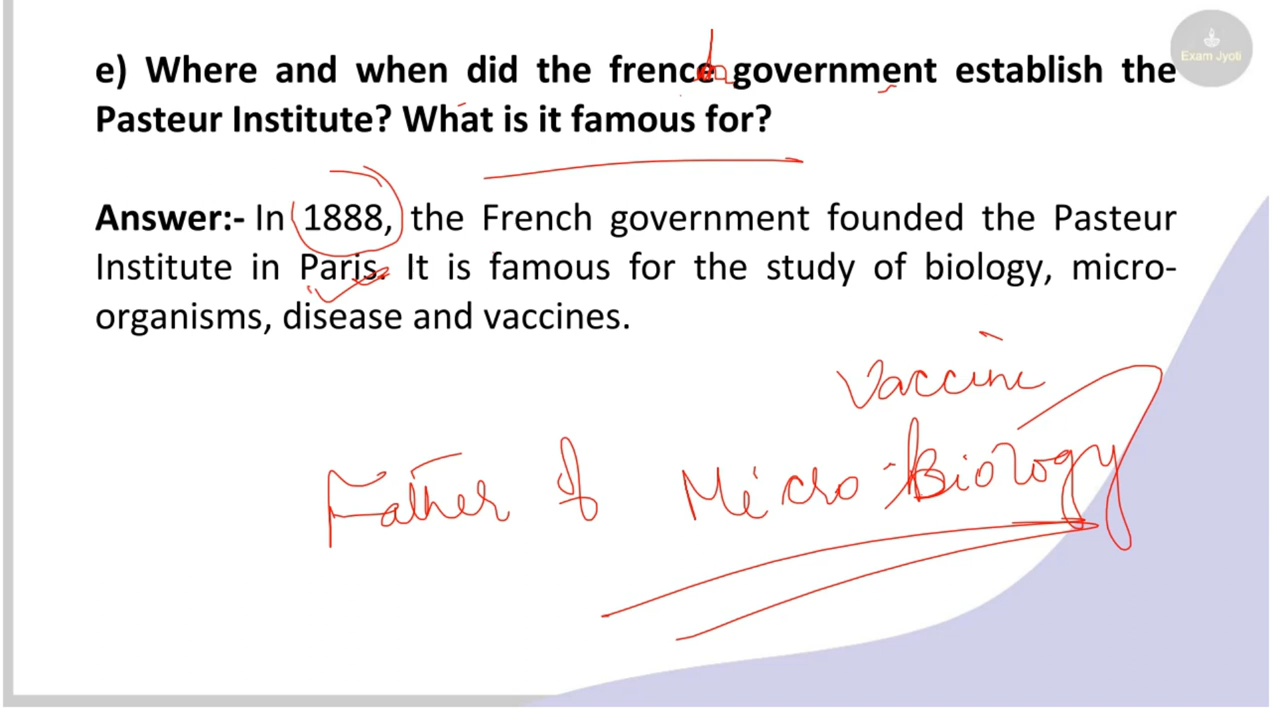 Exam Jyoti
e) Where and when did the french government establish the
Pasteur Institute? What is it famous for?
Answer:- In 1888, the French government founded the Pasteur
Institute in Paris. It is famous for the study of biology, micro-
organisms, disease and vaccines.
Vaccine
Father of Micro-Biology